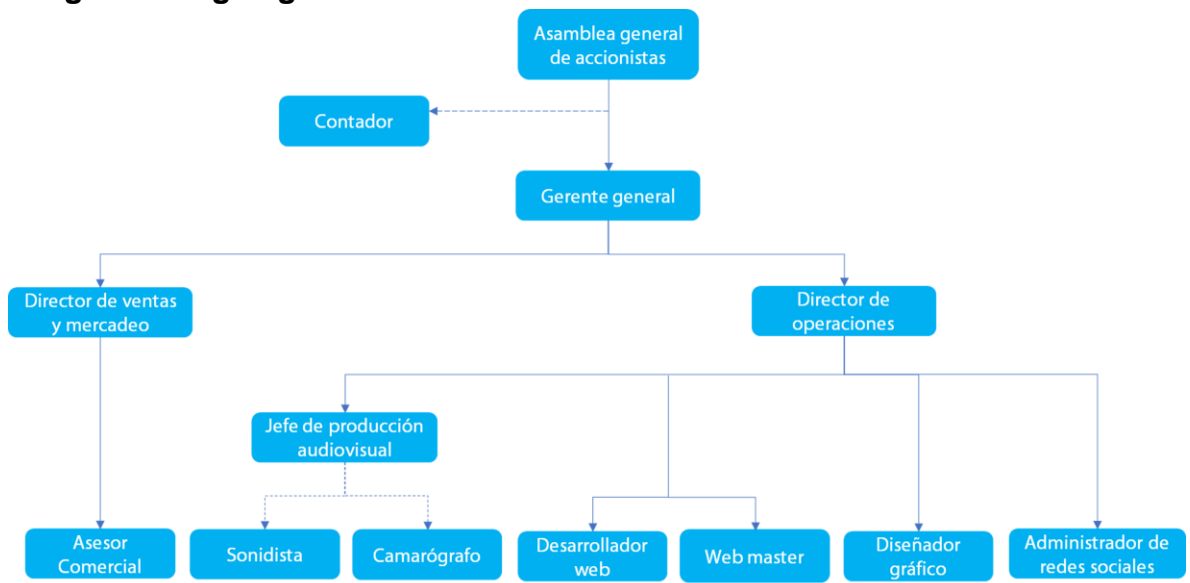 Asamblea general
de accionistas
Contador
Gerente general
Director de ventas
y mercadeo
Director de
operaciones
Jefe de producción
audiovisual
Asesor
Comercial
Sonidista
Camarógrafo
Desarrollador
web
Web master
Diseñador
gráfico
Administrador de
redes sociales